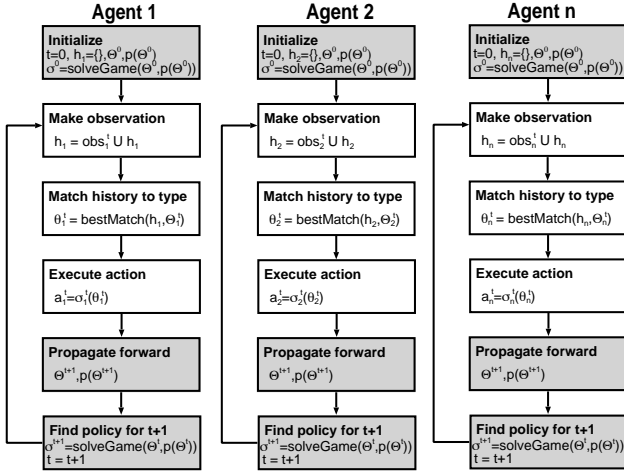 Agent 1
Initialize
t=0, h₁={},Θ⁰,p(Θ⁰)
σ⁰=solveGame(Θ⁰,p(Θ⁰))
Make observation
h₁ = obs₁ᵗ U h₁
Match history to type
θ₁ᵗ = bestMatch(h₁,Θ₁ᵗ)
Execute action
a₁ᵗ=σ₁ᵗ(θ₁ᵗ)
Propagate forward
Θᵗ⁺¹,p(Θᵗ⁺¹)
Find policy for t+1
σᵗ⁺¹=solveGame(Θᵗ,p(Θᵗ))
t = t+1
Agent 2
Initialize
t=0, h₂={},Θ⁰,p(Θ⁰)
σ⁰=solveGame(Θ⁰,p(Θ⁰))
Make observation
h₂ = obs₂ᵗ U h₂
Match history to type
θ₂ᵗ = bestMatch(h₂,Θ₂ᵗ)
Execute action
a₂ᵗ=σ₂ᵗ(θ₂ᵗ)
Propagate forward
Θᵗ⁺¹,p(Θᵗ⁺¹)
Find policy for t+1
σᵗ⁺¹=solveGame(Θᵗ,p(Θᵗ))
t = t+1
Agent n
Initialize
t=0, hₙ={},Θ⁰,p(Θ⁰)
σ⁰=solveGame(Θ⁰,p(Θ⁰))
Make observation
hₙ = obsₙᵗ U hₙ
Match history to type
θₙᵗ = bestMatch(hₙ,Θₙᵗ)
Execute action
aₙᵗ=σₙᵗ(θₙᵗ)
Propagate forward
Θᵗ⁺¹,p(Θᵗ⁺¹)
Find policy for t+1
σᵗ⁺¹=solveGame(Θᵗ,p(Θᵗ))
t = t+1